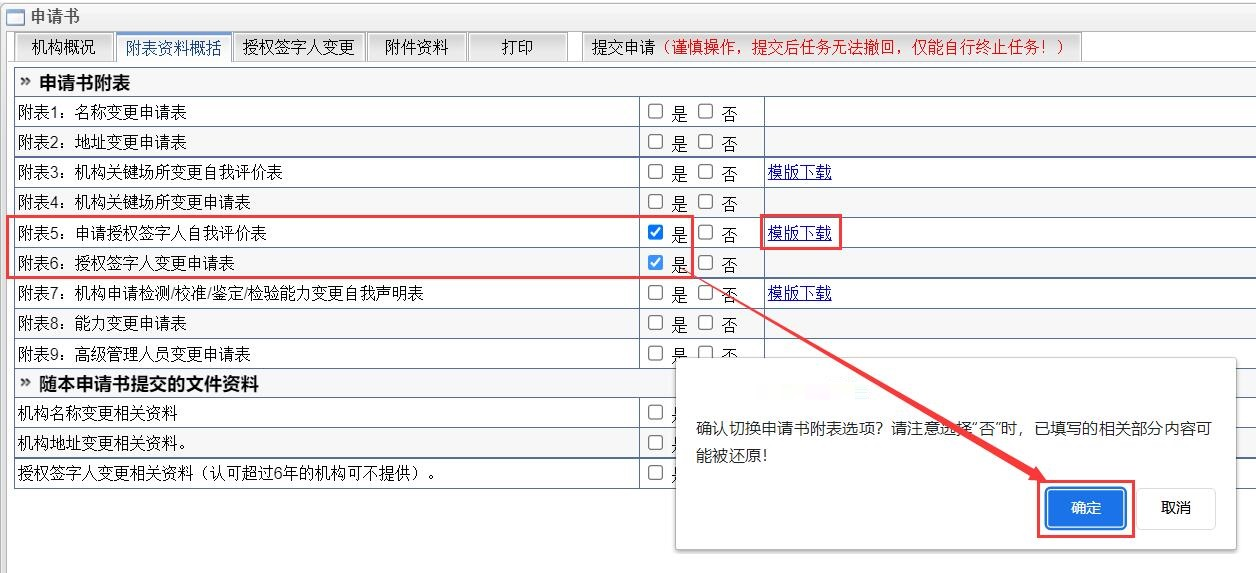 申请书
机构概况 附表资料概括 授权签字人变更 附件资料 打印 提交申请（谨慎操作，提交后任务无法撤回，仅能自行终止任务！）
» 申请书附表
附表1：名称变更申请表 是 否
附表2：地址变更申请表 是 否
附表3：机构关键场所变更自我评价表 是 否 模版下载
附表4：机构关键场所变更申请表 是 否
附表5：申请授权签字人自我评价表 是 否 模版下载
附表6：授权签字人变更申请表 是 否
附表7：机构申请检测/校准/鉴定/检验能力变更自我声明表 是 否 模版下载
附表8：能力变更申请表 是 否
附表9：高级管理人员变更申请表 是 否
» 随本申请书提交的文件资料
机构名称变更相关资料
机构地址变更相关资料。
授权签字人变更相关资料（认可超过6年的机构可不提供）。
确认切换申请书附表选项？请注意选择“否”时，已填写的相关部分内容可
能被还原！
确定 取消